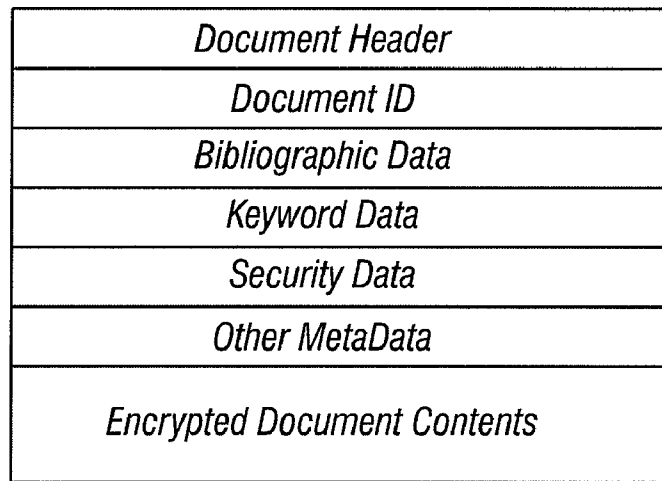 Document Header
Document ID
Bibliographic Data
Keyword Data
Security Data
Other MetaData
Encrypted Document Contents